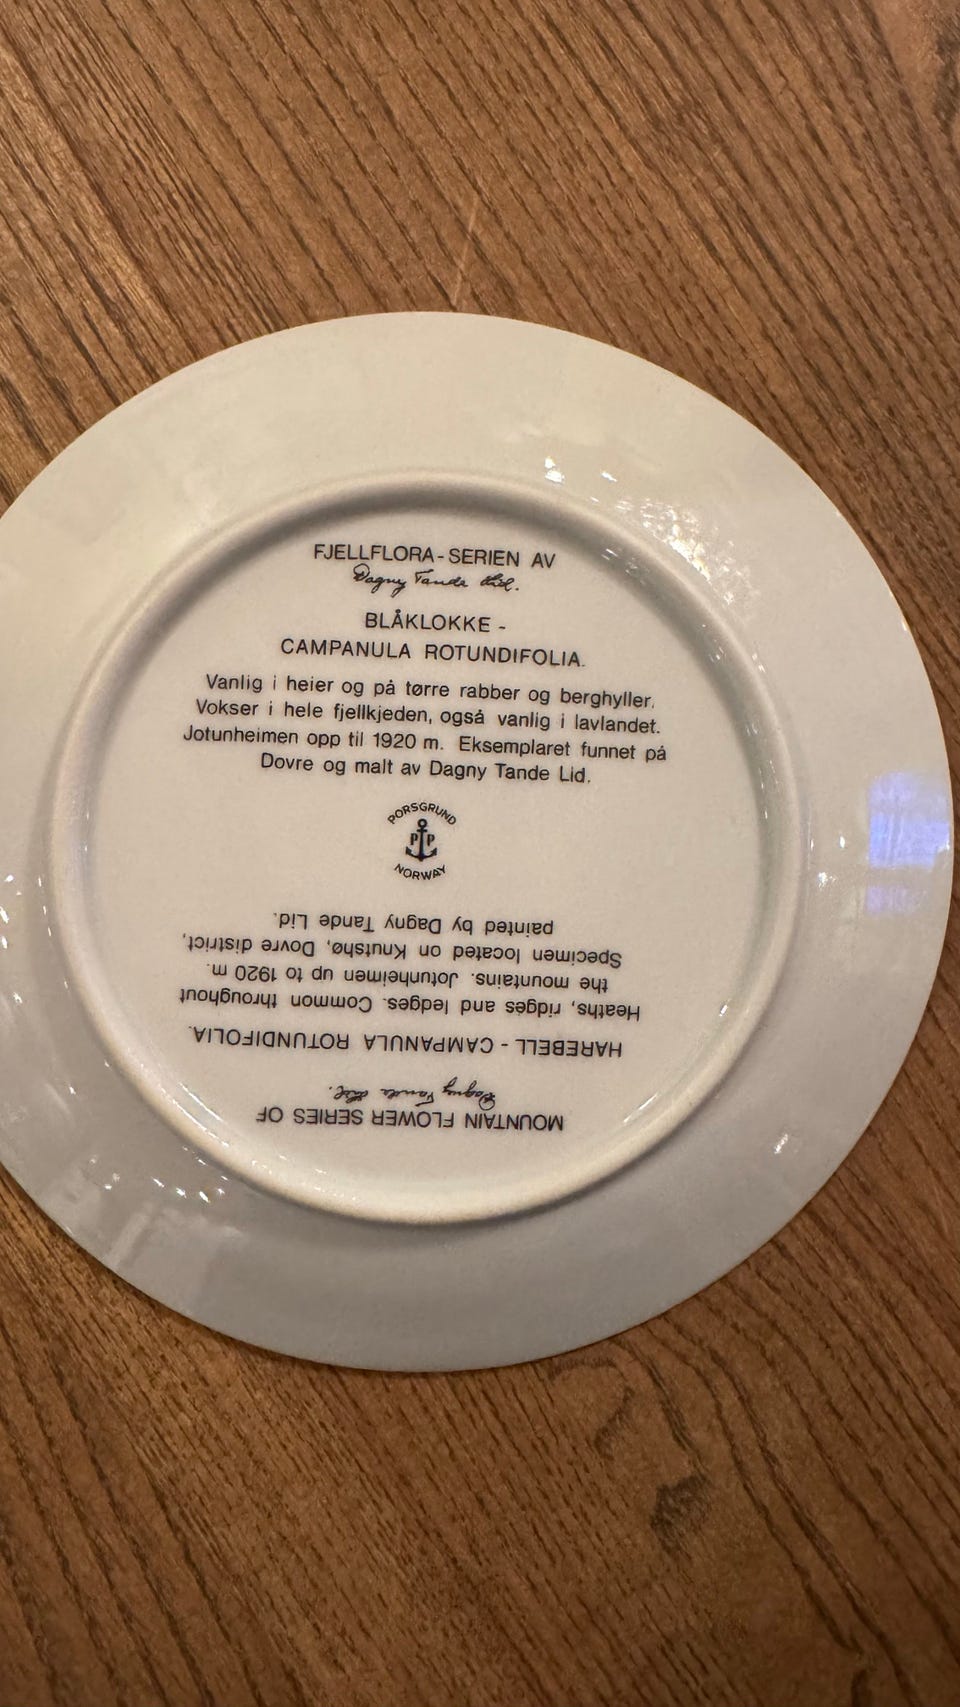 FJELLFLORA-SERIEN AV
Dagny Tande Lid.
BLÅKLOKKE -
CAMPANULA ROTUNDIFOLIA.
Vanlig i heier og på tørre rabber og berghyller.
Vokser i hele fjellkjeden, også vanlig i lavlandet.
Jotunheimen opp til 1920 m. Eksemplaret funnet på
Dovre og malt av Dagny Tande Lid.
PORSGRUND
PP
NORWAY
MOUNTAIN FLOWER SERIES OF
Dagny Tande Lid.
HAREBELL - CAMPANULA ROTUNDIFOLIA.
Heaths, ridges and ledges. Common throughout
the mountains. Jotunheimen up to 1920 m.
Specimen located on Knutshø, Dovre district,
painted by Dagny Tande Lid.